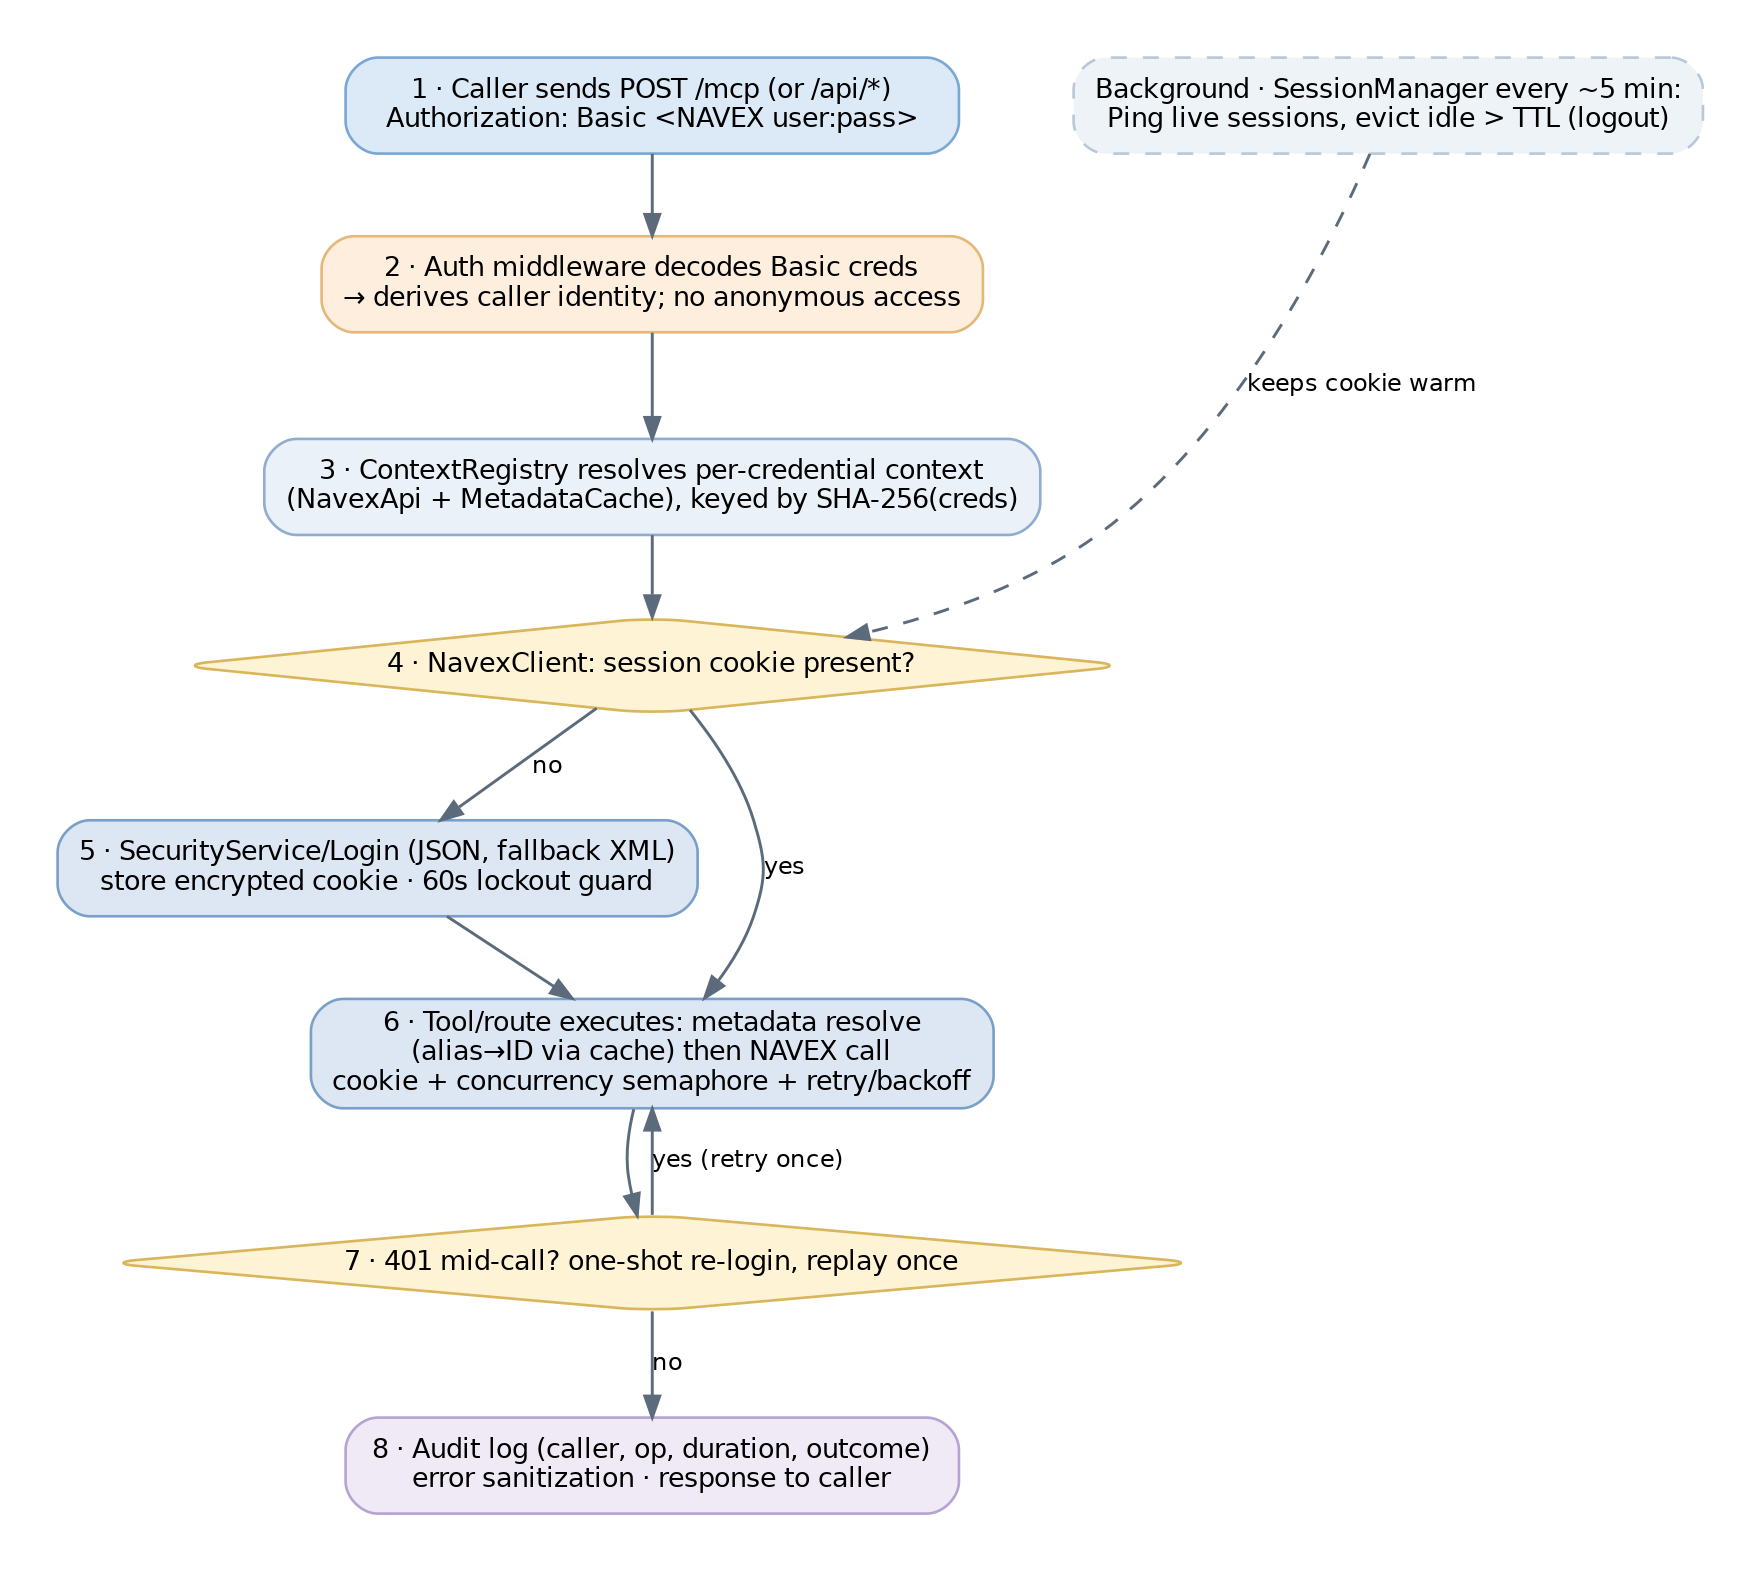 1 · Caller sends POST /mcp (or /api/*)
Authorization: Basic <NAVEX user:pass>
Background · SessionManager every ~5 min:
Ping live sessions, evict idle > TTL (logout)
2 · Auth middleware decodes Basic creds
→ derives caller identity; no anonymous access
keeps cookie warm
3 · ContextRegistry resolves per-credential context
(NavexApi + MetadataCache), keyed by SHA-256(creds)
4 · NavexClient: session cookie present?
no
5 · SecurityService/Login (JSON, fallback XML)
store encrypted cookie · 60s lockout guard
yes
6 · Tool/route executes: metadata resolve
(alias→ID via cache) then NAVEX call
cookie + concurrency semaphore + retry/backoff
yes (retry once)
7 · 401 mid-call? one-shot re-login, replay once
no
8 · Audit log (caller, op, duration, outcome)
error sanitization · response to caller